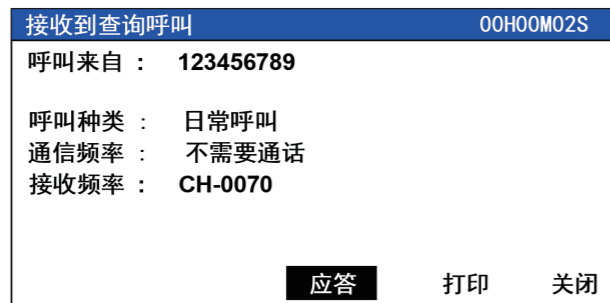 接收到查询呼叫 00H00M02S
呼叫来自 : 123456789
呼叫种类 : 日常呼叫
通信频率 : 不需要通话
接收频率 : CH-0070
应答 打印 关闭